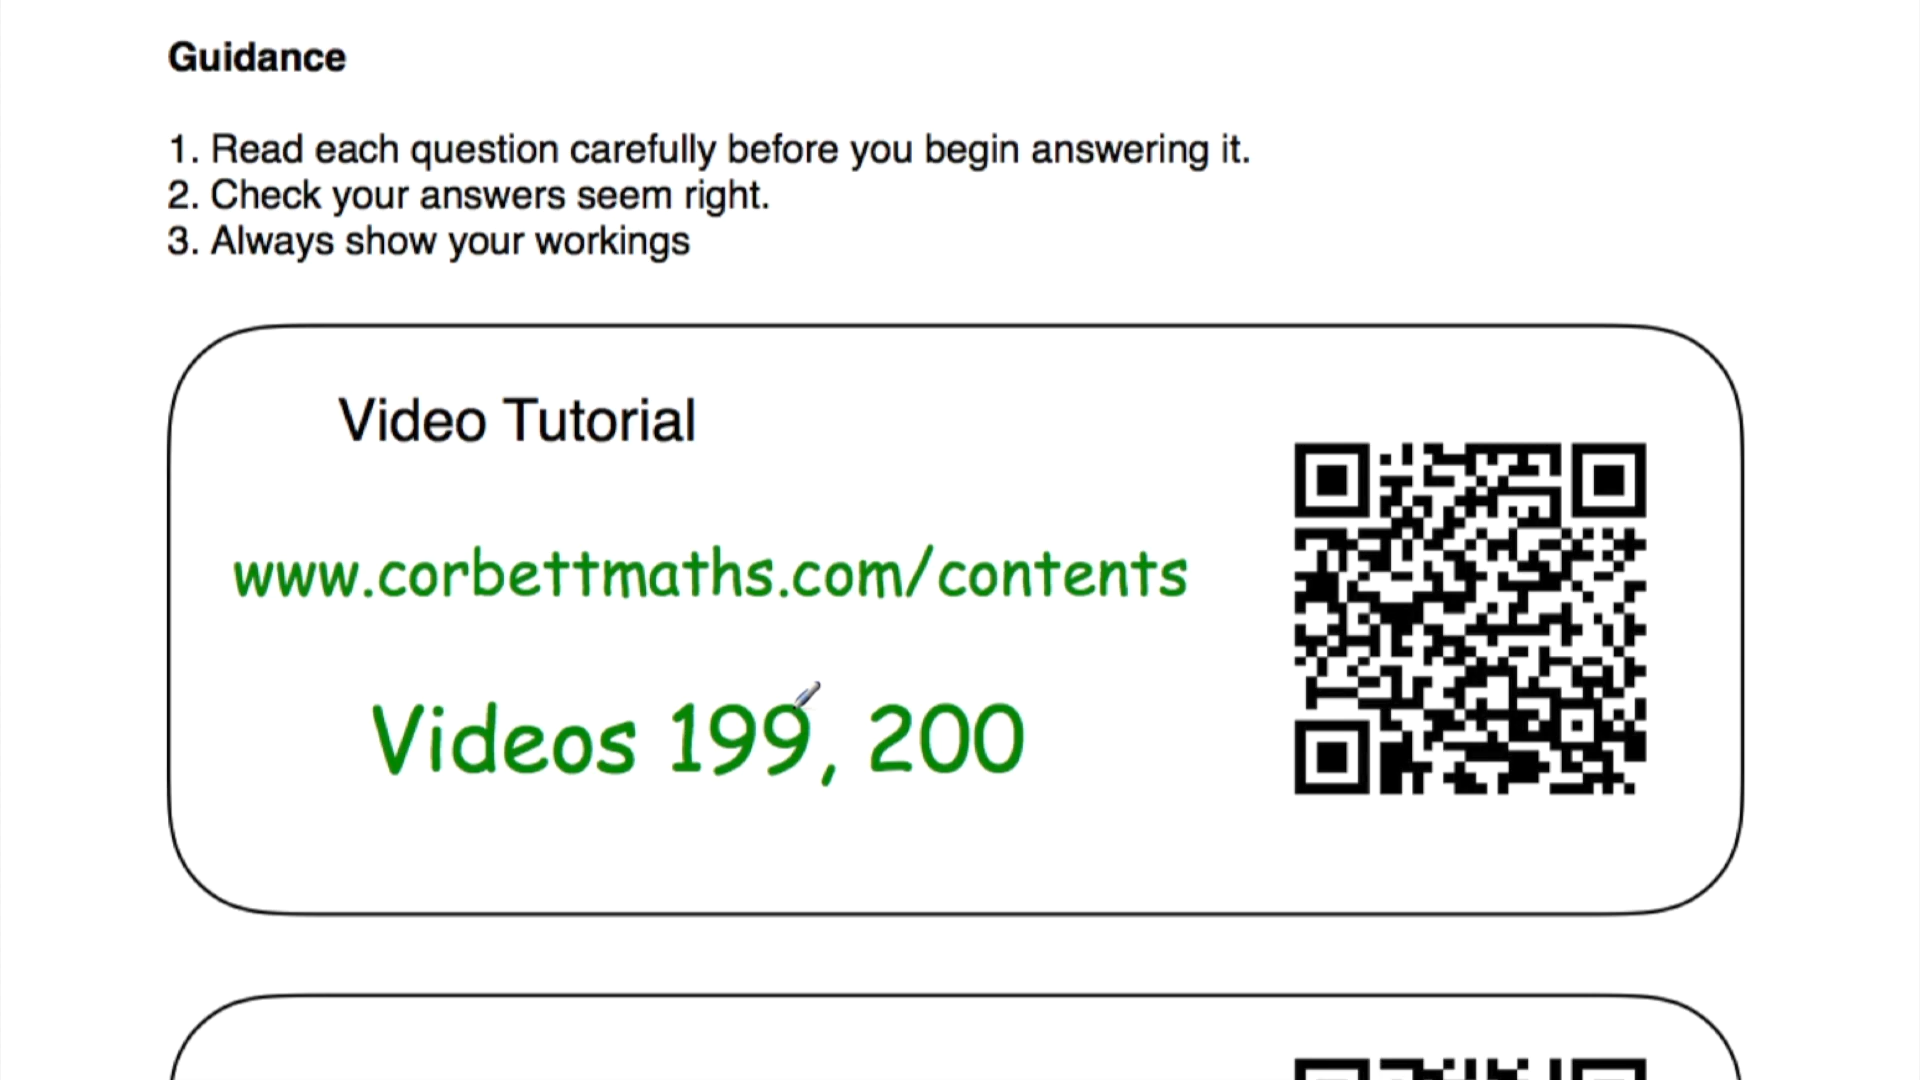 Guidance
1. Read each question carefully before you begin answering it.
2. Check your answers seem right.
3. Always show your workings
Video Tutorial
www.corbettmaths.com/contents
Videos 199, 200